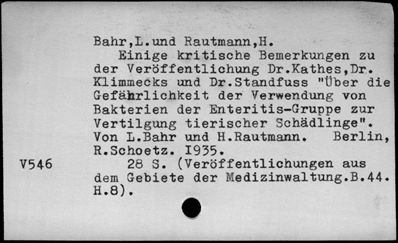 Bahr,L.und Rautmann,H.
Einige kritische Bemerkungen zu
der Veröffentlichung Dr.Kathes,Dr.
Klimmecks und Dr.Standfuss "Über die
Gefährlichkeit der Verwendung von
Bakterien der Enteritis-Gruppe zur
Vertilgung tierischer Schädlinge".
Von L.Bahr und H.Rautmann. Berlin,
R.Schoetz. 1935.
V546 28 S. (Veröffentlichungen aus
dem Gebiete der Medizinwaltung.B.44.
H.8).